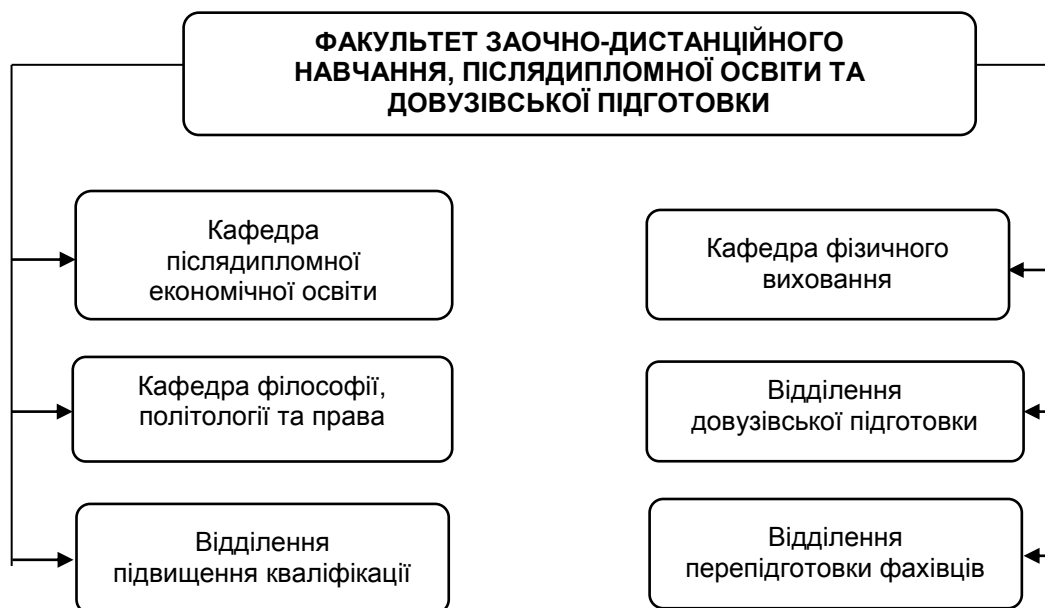 ФАКУЛЬТЕТ ЗАОЧНО-ДИСТАНЦІЙНОГО
НАВЧАННЯ, ПІСЛЯДИПЛОМНОЇ ОСВІТИ ТА
ДОВУЗІВСЬКОЇ ПІДГОТОВКИ
Кафедра
післядипломної
економічної освіти
Кафедра фізичного
виховання
Кафедра філософії,
політології та права
Відділення
довузівської підготовки
Відділення
підвищення кваліфікації
Відділення
перепідготовки фахівців